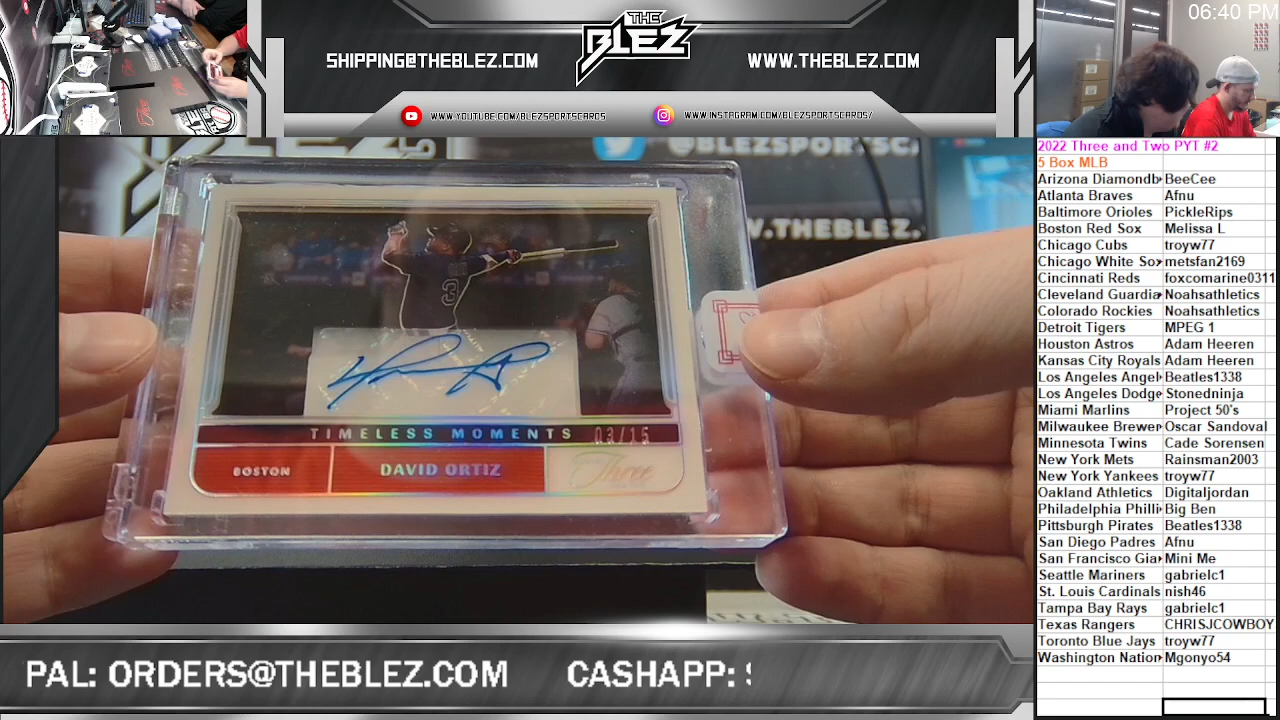 06:40 PM
THE
BLEZ
SHIPPING@THEBLEZ.COM
WWW.THEBLEZ.COM
WWW.YOUTUBE.COM/BLEZSPORTSCARDS
WWW.INSTAGRAM.COM/BLEZSPORTSCARDS/
@BLEZSPORTSCA
W.THEBLEZ.
TIMELESS MOMENTS
03/15
BOSTON
DAVID ORTIZ
Three
2022 Three and Two PYT #2
5 Box MLB
Arizona Diamondb BeeCee
Atlanta Braves Afnu
Baltimore Orioles PickleRips
Boston Red Sox Melissa L
Chicago Cubs troyw77
Chicago White So metsfan2169
Cincinnati Reds foxcomarine0311
Cleveland Guardia Noahsathletics
Colorado Rockies Noahsathletics
Detroit Tigers MPEG 1
Houston Astros Adam Heeren
Kansas City Royals Adam Heeren
Los Angeles Angel Beatles1338
Los Angeles Dodge Stonedninja
Miami Marlins Project 50's
Milwaukee Brewer Oscar Sandoval
Minnesota Twins Cade Sorensen
New York Mets Rainsman2003
New York Yankees troyw77
Oakland Athletics Digitaljordan
Philadelphia Philli Big Ben
Pittsburgh Pirates Beatles1338
San Diego Padres Afnu
San Francisco Gia Mini Me
Seattle Mariners gabrielc1
St. Louis Cardinals nish46
Tampa Bay Rays gabrielc1
Texas Rangers CHRISJCOWBOY
Toronto Blue Jays troyw77
Washington Nation Mgonyo54
PAL: ORDERS@THEBLEZ.COM CASHAPP: